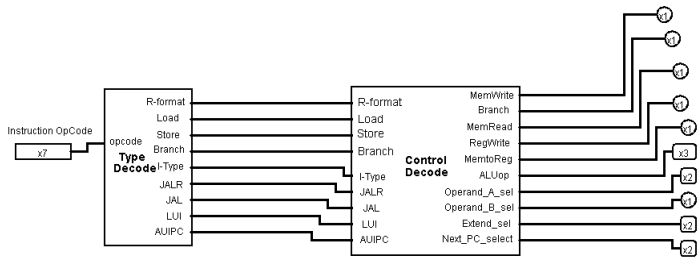 Instruction OpCode
x7
opcode
Type
Decode
R-format
Load
Store
Branch
I-Type
JALR
JAL
LUI
AUIPC
R-format
Load
Store
Branch
I-Type
JALR
JAL
LUI
AUIPC
Control
Decode
MemWrite
Branch
MemRead
RegWrite
MemtoReg
ALUop
Operand_A_sel
Operand_B_sel
Extend_sel
Next_PC_select
x1
x1
x1
x1
x1
x3
x2
x1
x2
x2